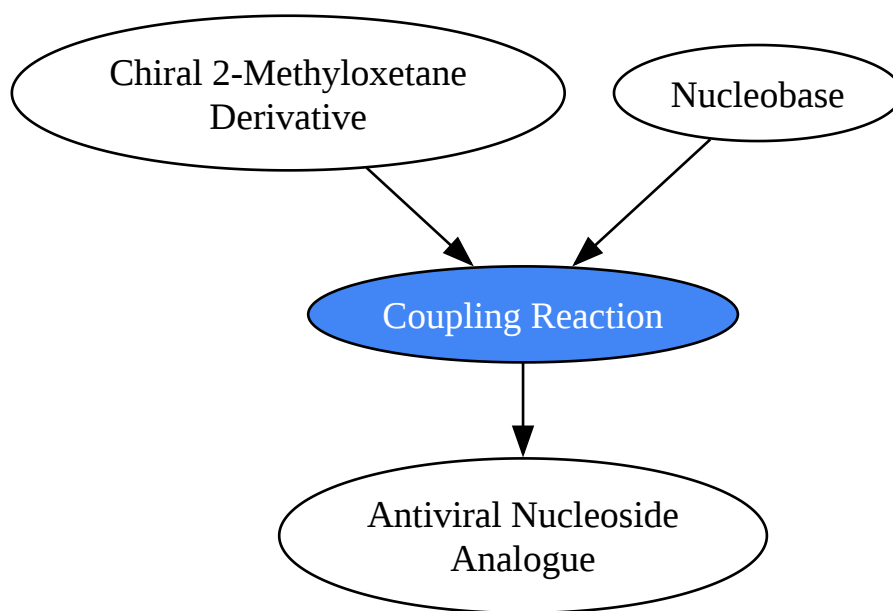 Chiral 2-Methyloxetane
Derivative
Nucleobase
Coupling Reaction
Antiviral Nucleoside
Analogue